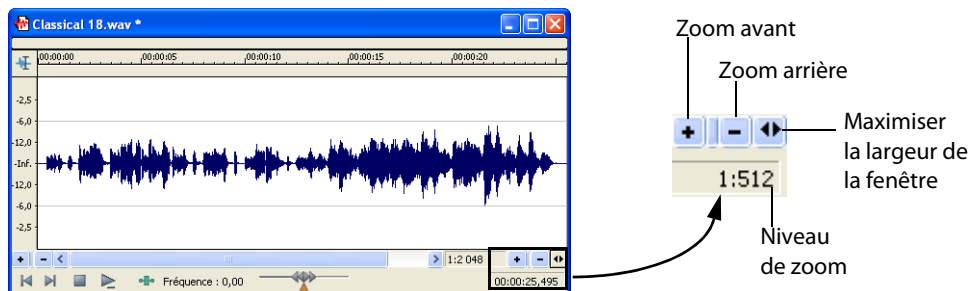 Classical 18.wav *
00:00:00 00:00:05 00:00:10 00:00:15 00:00:20
-2,5
-6,0
-12,0
-Inf.
-12,0
-6,0
-2,5
1:2 048
Fréquence : 0,00
00:00:25,495
Zoom avant
Zoom arrière
Maximiser
la largeur de
la fenêtre
1:512
Niveau
de zoom